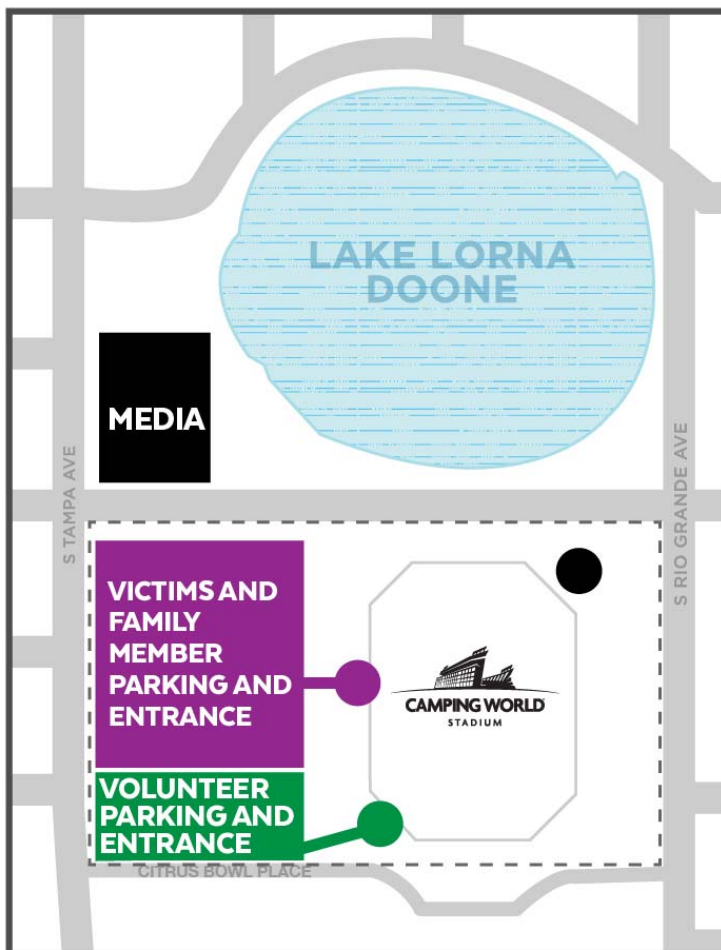 LAKE LORNA
DOONE
MEDIA
S TAMPA AVE
S RIO GRANDE AVE
VICTIMS AND
FAMILY
MEMBER
PARKING AND
ENTRANCE
CAMPING WORLD
STADIUM
VOLUNTEER
PARKING AND
ENTRANCE
CITRUS BOWL PLACE